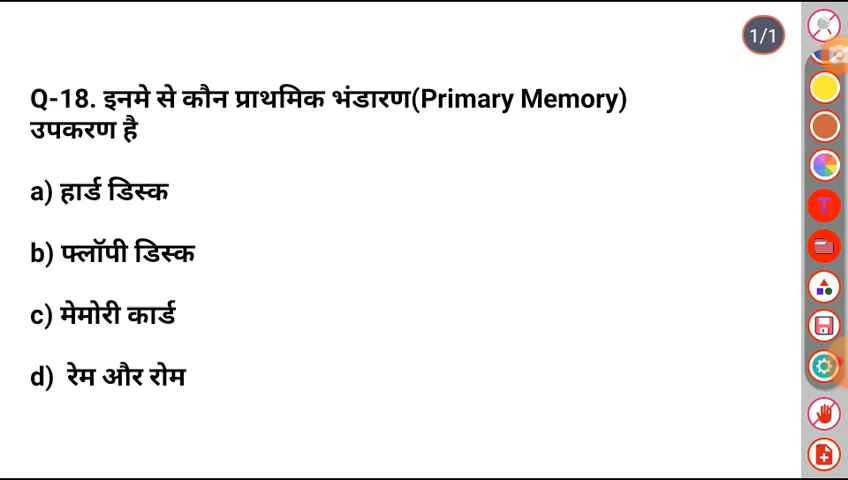 1/1
Q-18. इनमे से कौन प्राथमिक भंडारण(Primary Memory)
उपकरण है
a) हार्ड डिस्क
b) फ्लॉपी डिस्क
c) मेमोरी कार्ड
d) रेम और रोम
T